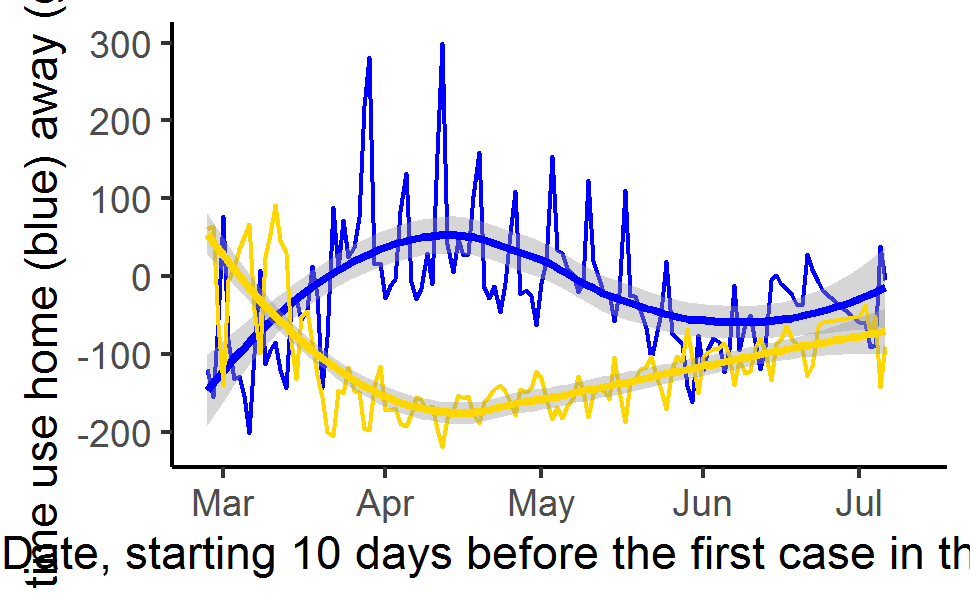 time use home (blue) away (
300
200
100
0
-100
-200
Mar Apr May Jun Jul
Date, starting 10 days before the first case in th